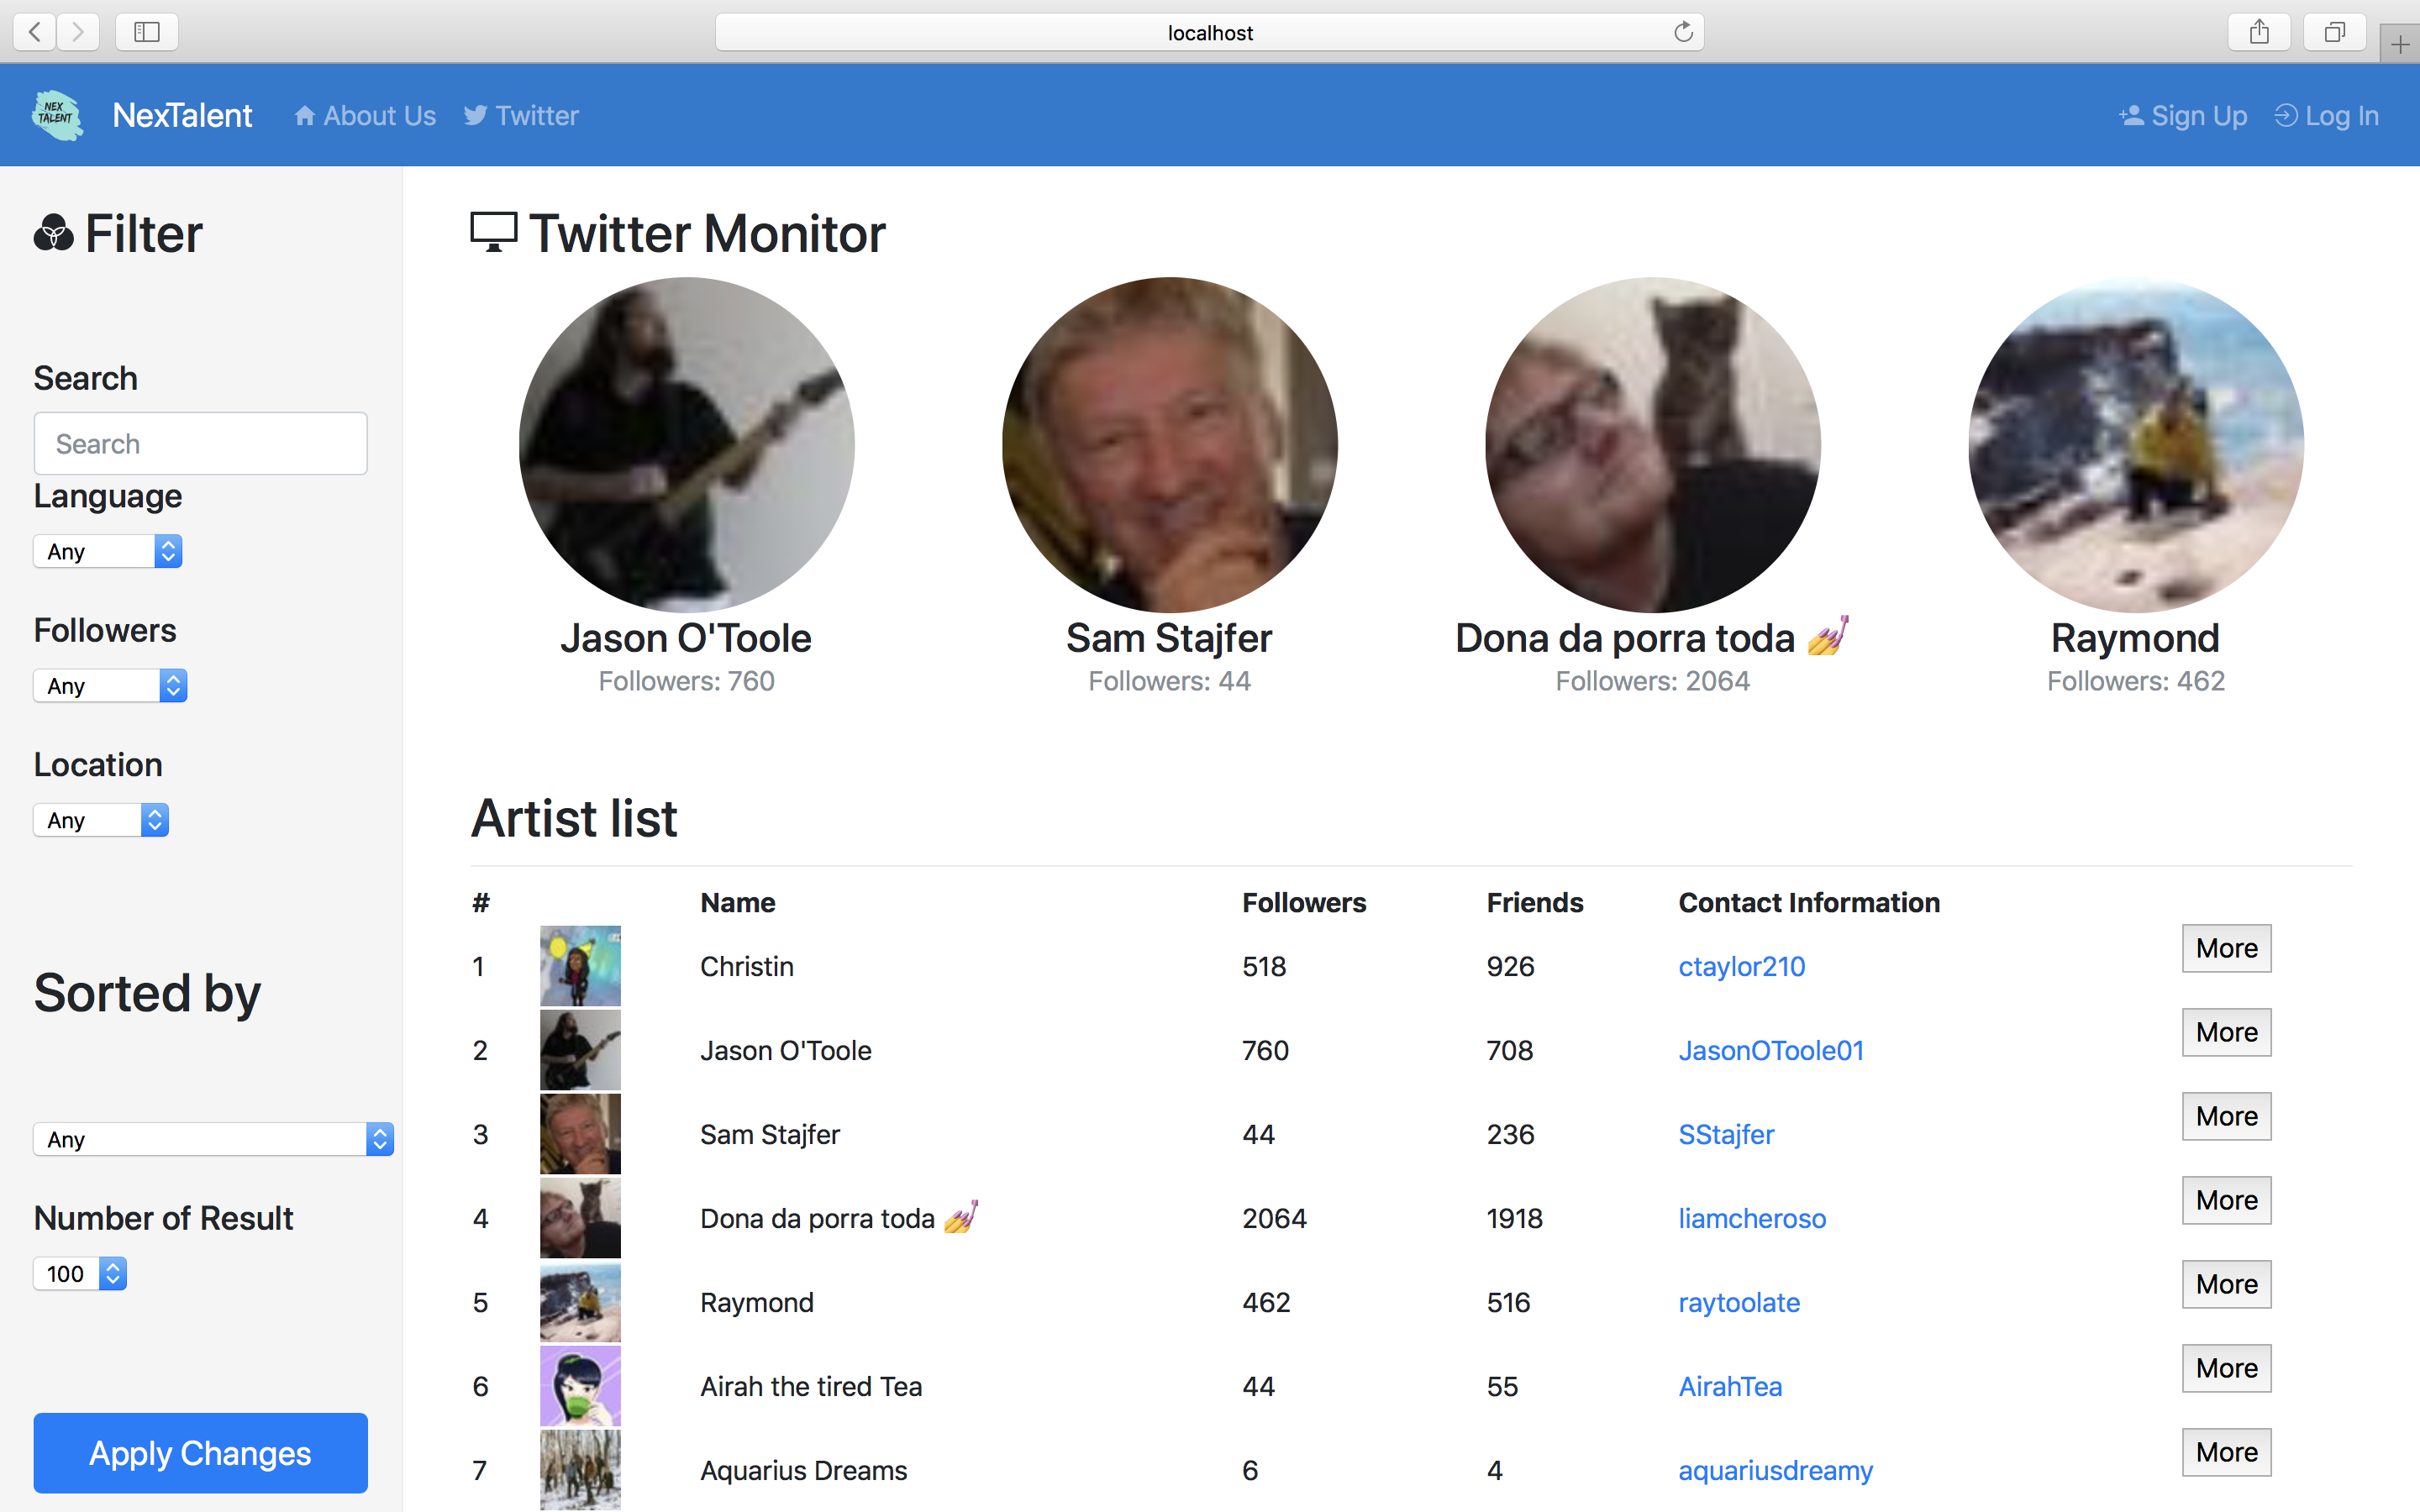 localhost
NEX
TALENT
NexTalent About Us Twitter Sign Up Log In
Filter
Search
Search
Language
Any
Followers
Any
Location
Any
Sorted by
Any
Number of Result
100
Apply Changes
Twitter Monitor
Jason O'Toole
Followers: 760
Sam Stajfer
Followers: 44
Dona da porra toda 💅
Followers: 2064
Raymond
Followers: 462
Artist list
# Name Followers Friends Contact Information
1 Christin 518 926 ctaylor210 More
2 Jason O'Toole 760 708 JasonOToole01 More
3 Sam Stajfer 44 236 SStajfer More
4 Dona da porra toda 💅 2064 1918 liamcheroso More
5 Raymond 462 516 raytoolate More
6 Airah the tired Tea 44 55 AirahTea More
7 Aquarius Dreams 6 4 aquariusdreamy More